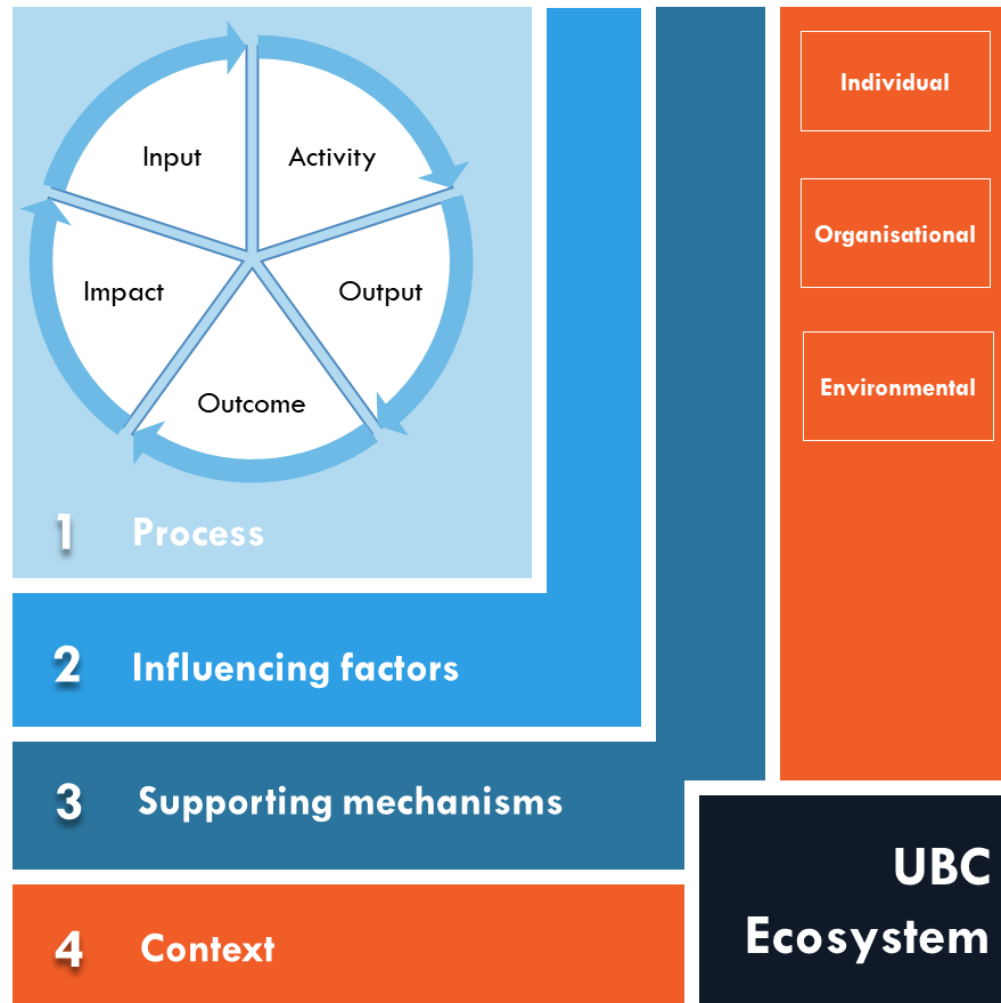 Input
Activity
Output
Outcome
Impact
1 Process
2 Influencing factors
3 Supporting mechanisms
4 Context
Individual
Organisational
Environmental
UBC
Ecosystem